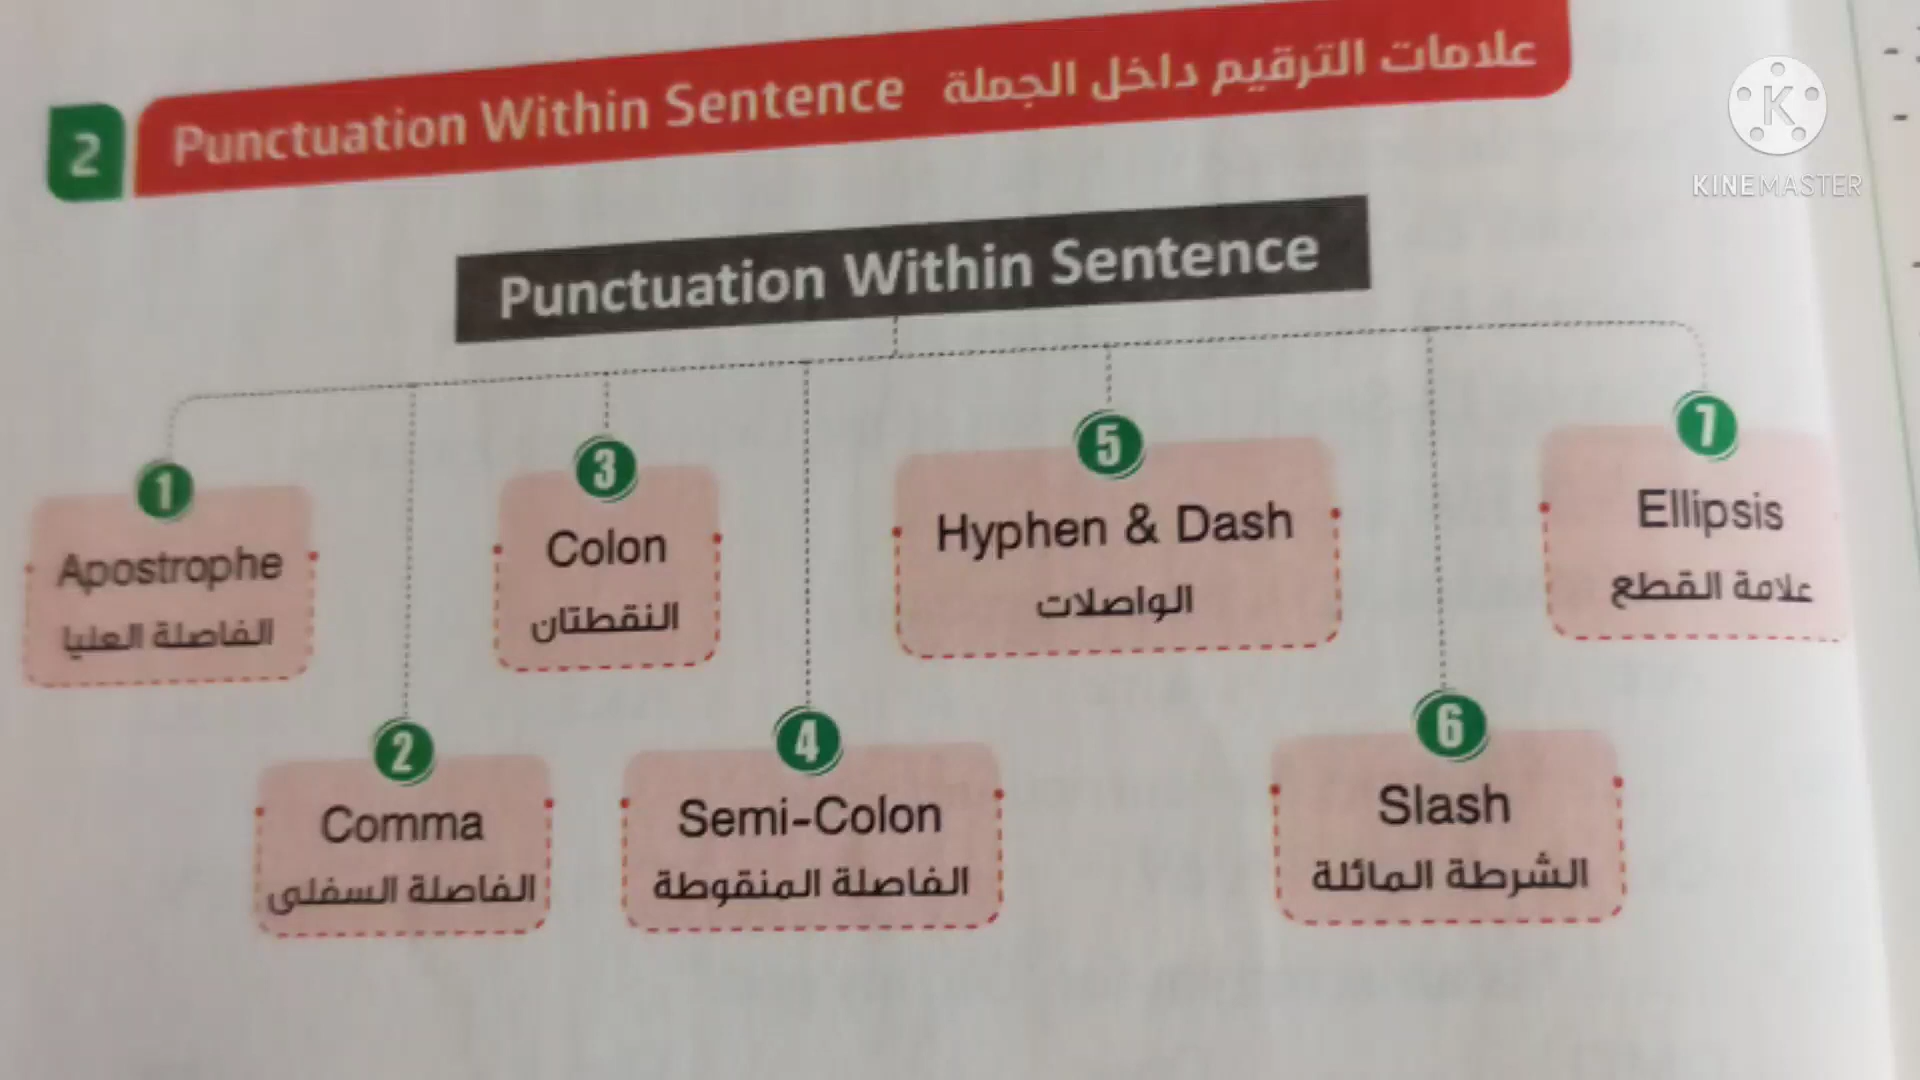 2
Punctuation Within Sentence علامات الترقيم داخل الجملة
K
KINEMASTER
Punctuation Within Sentence
1
Apostrophe
الفاصلة العليا
2
Comma
الفاصلة السفلى
3
Colon
النقطتان
4
Semi-Colon
الفاصلة المنقوطة
5
Hyphen & Dash
الواصلات
6
Slash
الشرطة المائلة
7
Ellipsis
علامة القطع